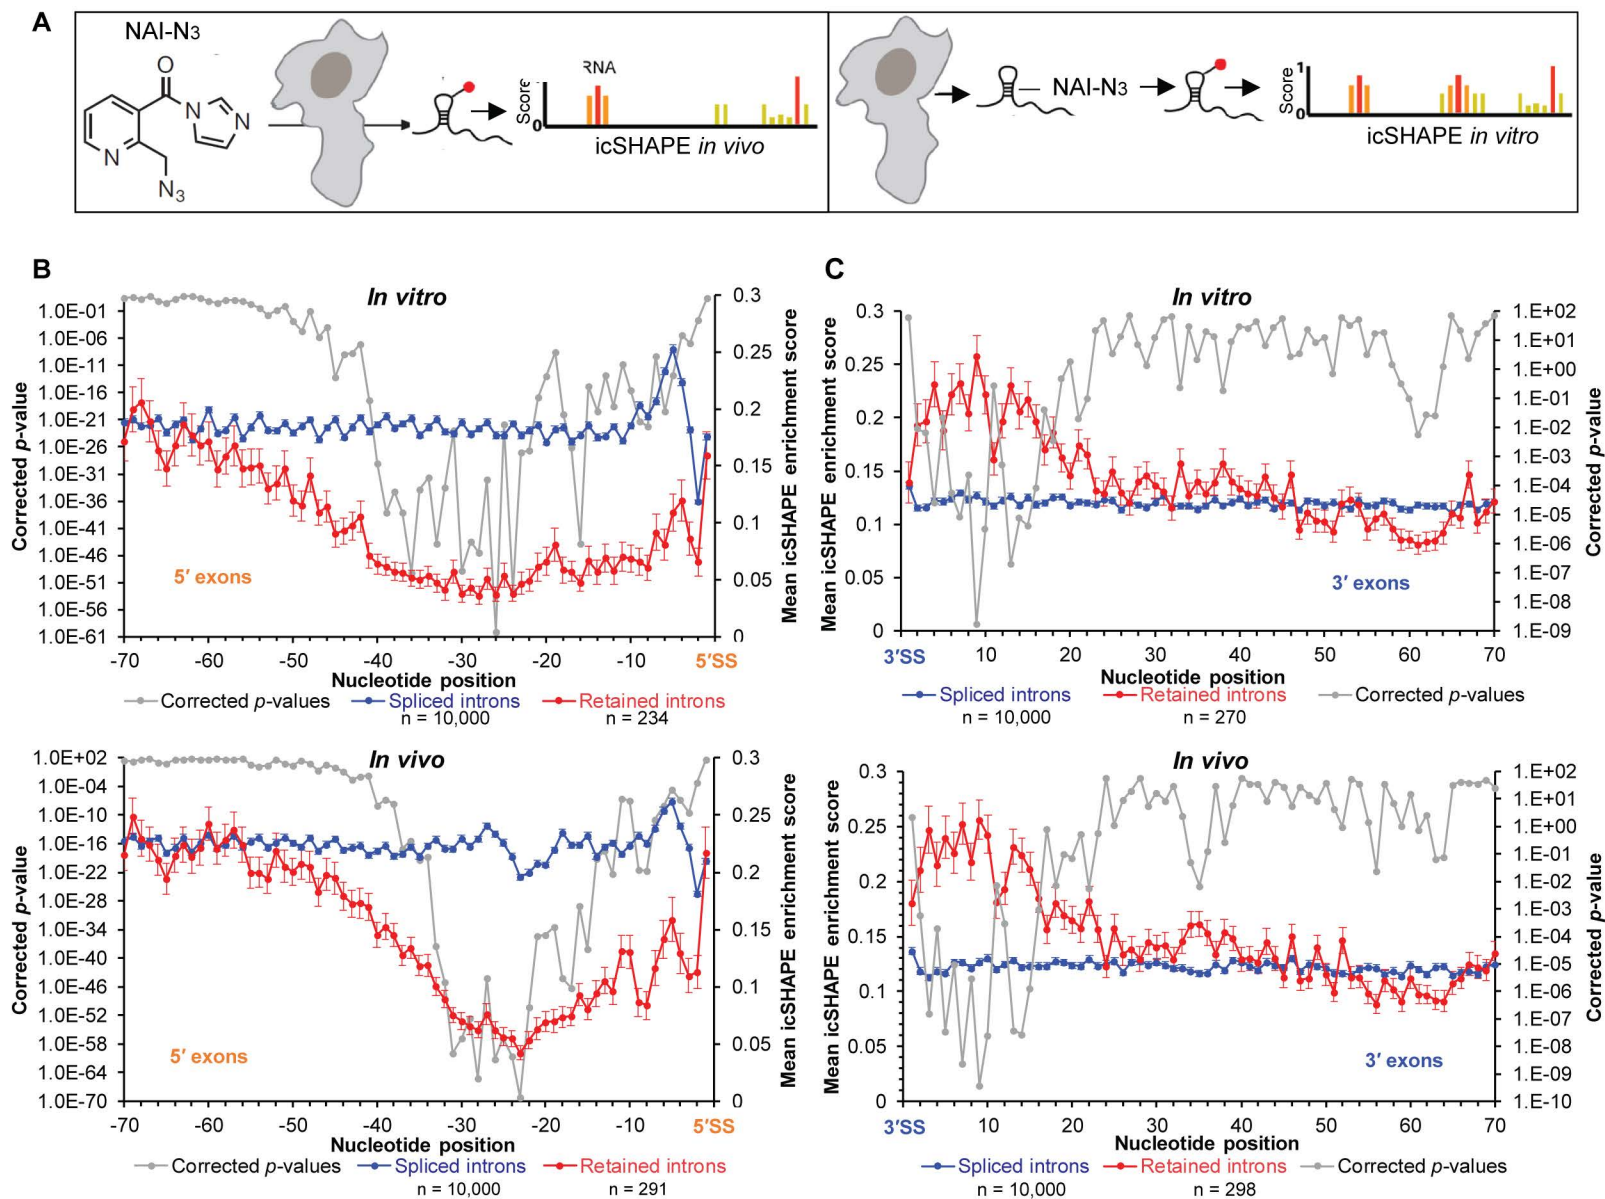 A
NAI-N3
O
N
N
N
N3
RNA
Score
0
icSHAPE in vivo
NAI-N3
1
Score
0
icSHAPE in vitro
B
In vitro
1.0E-01
1.0E-06
1.0E-11
1.0E-16
1.0E-21
1.0E-26
1.0E-31
1.0E-36
1.0E-41
1.0E-46
1.0E-51
1.0E-56
1.0E-61
Corrected p-value
0.3
0.25
0.2
0.15
0.1
0.05
0
Mean icSHAPE enrichment score
5′ exons
-70 -60 -50 -40 -30 -20 -10 5′SS
Nucleotide position
Corrected p-values Spliced introns Retained introns
n = 10,000 n = 234
In vivo
1.0E+02
1.0E-04
1.0E-10
1.0E-16
1.0E-22
1.0E-28
1.0E-34
1.0E-40
1.0E-46
1.0E-52
1.0E-58
1.0E-64
1.0E-70
Corrected p-value
0.3
0.25
0.2
0.15
0.1
0.05
0
Mean icSHAPE enrichment score
5′ exons
-70 -60 -50 -40 -30 -20 -10 5′SS
Nucleotide position
Corrected p-values Spliced introns Retained introns
n = 10,000 n = 291
C
In vitro
0.3
0.25
0.2
0.15
0.1
0.05
0
Mean icSHAPE enrichment score
1.E+02
1.E+01
1.E+00
1.E-01
1.E-02
1.E-03
1.E-04
1.E-05
1.E-06
1.E-07
1.E-08
1.E-09
Corrected p-value
3′ exons
3′SS 10 20 30 40 50 60 70
Nucleotide position
Spliced introns Retained introns Corrected p-values
n = 10,000 n = 270
In vivo
0.3
0.25
0.2
0.15
0.1
0.05
0
Mean icSHAPE enrichment score
1.E+02
1.E+01
1.E+00
1.E-01
1.E-02
1.E-03
1.E-04
1.E-05
1.E-06
1.E-07
1.E-08
1.E-09
1.E-10
Corrected p-value
3′ exons
3′SS 10 20 30 40 50 60 70
Nucleotide position
Spliced introns Retained introns Corrected p-values
n = 10,000 n = 298